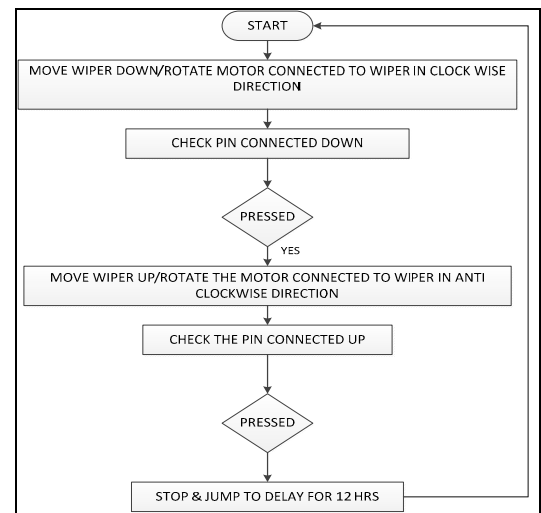 START
MOVE WIPER DOWN/ROTATE MOTOR CONNECTED TO WIPER IN CLOCK WISE
DIRECTION
CHECK PIN CONNECTED DOWN
PRESSED
YES
MOVE WIPER UP/ROTATE THE MOTOR CONNECTED TO WIPER IN ANTI
CLOCKWISE DIRECTION
CHECK THE PIN CONNECTED UP
PRESSED
STOP & JUMP TO DELAY FOR 12 HRS